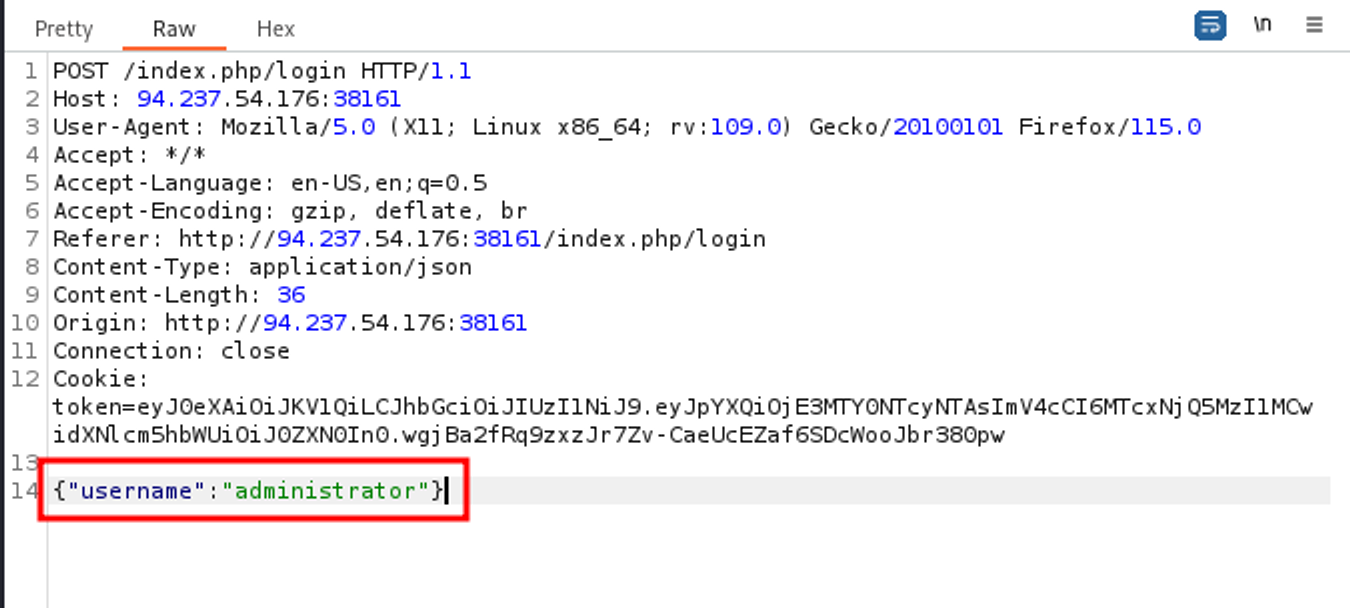 Pretty Raw Hex \n
1 POST /index.php/login HTTP/1.1
2 Host: 94.237.54.176:38161
3 User-Agent: Mozilla/5.0 (X11; Linux x86_64; rv:109.0) Gecko/20100101 Firefox/115.0
4 Accept: */*
5 Accept-Language: en-US,en;q=0.5
6 Accept-Encoding: gzip, deflate, br
7 Referer: http://94.237.54.176:38161/index.php/login
8 Content-Type: application/json
9 Content-Length: 36
10 Origin: http://94.237.54.176:38161
11 Connection: close
12 Cookie:
token=eyJ0eXAiOiJKV1QiLCJhbGciOiJIUzI1NiJ9.eyJpYXQiOjE3MTY0NTcyNTAsImV4cCI6MTcxNjQ5MzI1MCw
idXNlcm5hbWUiOiJ0ZXN0In0.wgjBa2fRq9zxzJr7Zv-CaeUcEZaf6SDcWooJbr380pw
13
14 {"username":"administrator"}